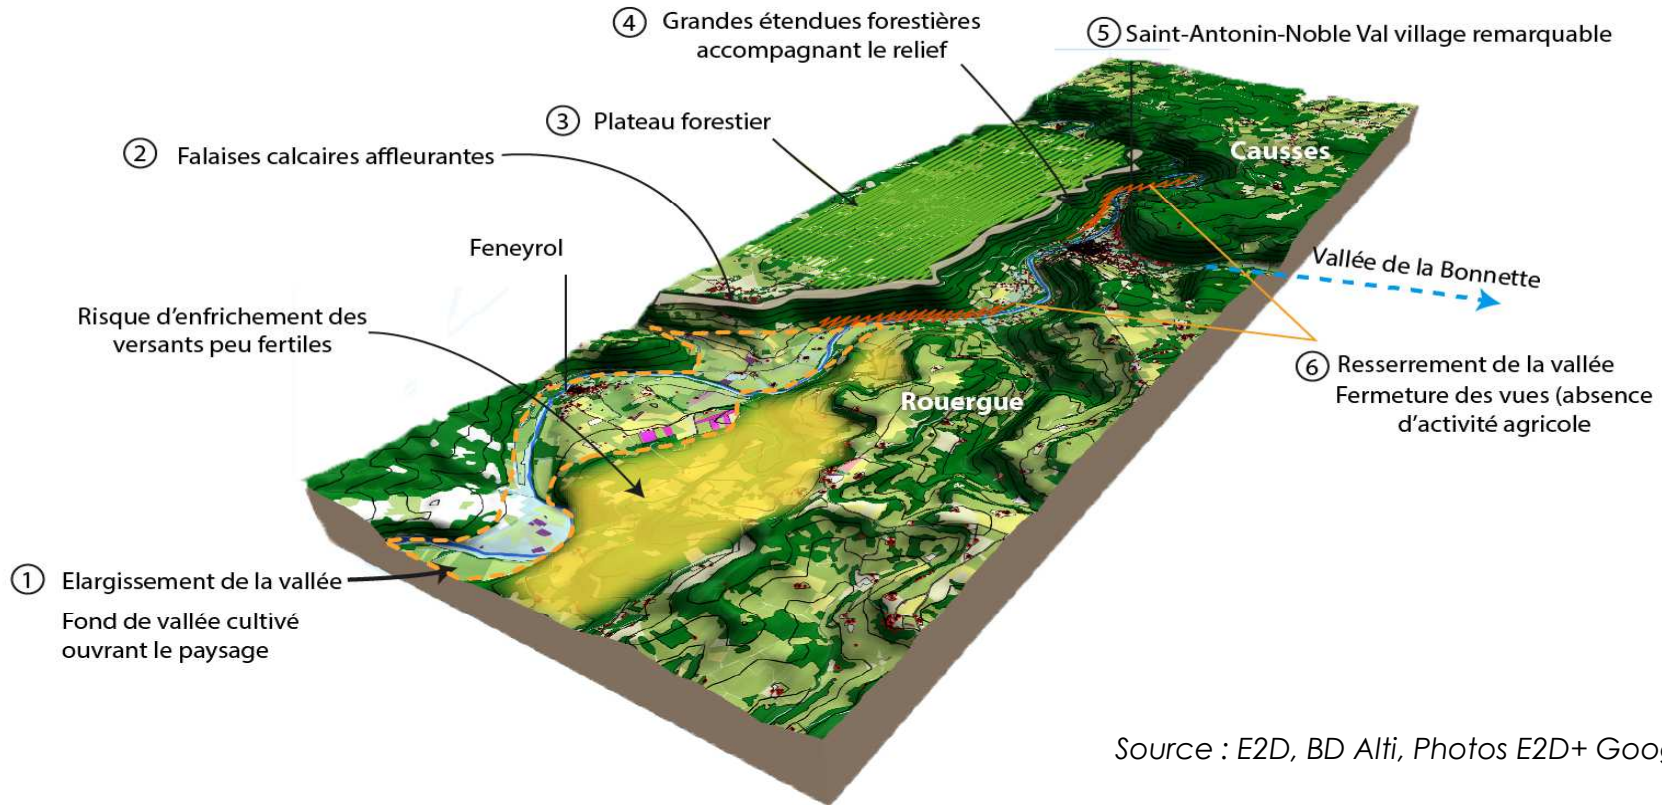 ④ Grandes étendues forestières
accompagnant le relief
⑤ Saint-Antonin-Noble Val village remarquable
③ Plateau forestier
② Falaises calcaires affleurantes
Causses
Feneyrol
Vallée de la Bonnette
Risque d'enfrichement des
versants peu fertiles
⑥ Resserrement de la vallée
Fermeture des vues (absence
d'activité agricole
Rouergue
① Elargissement de la vallée
Fond de vallée cultivé
ouvrant le paysage
Source : E2D, BD Alti, Photos E2D+ Goog